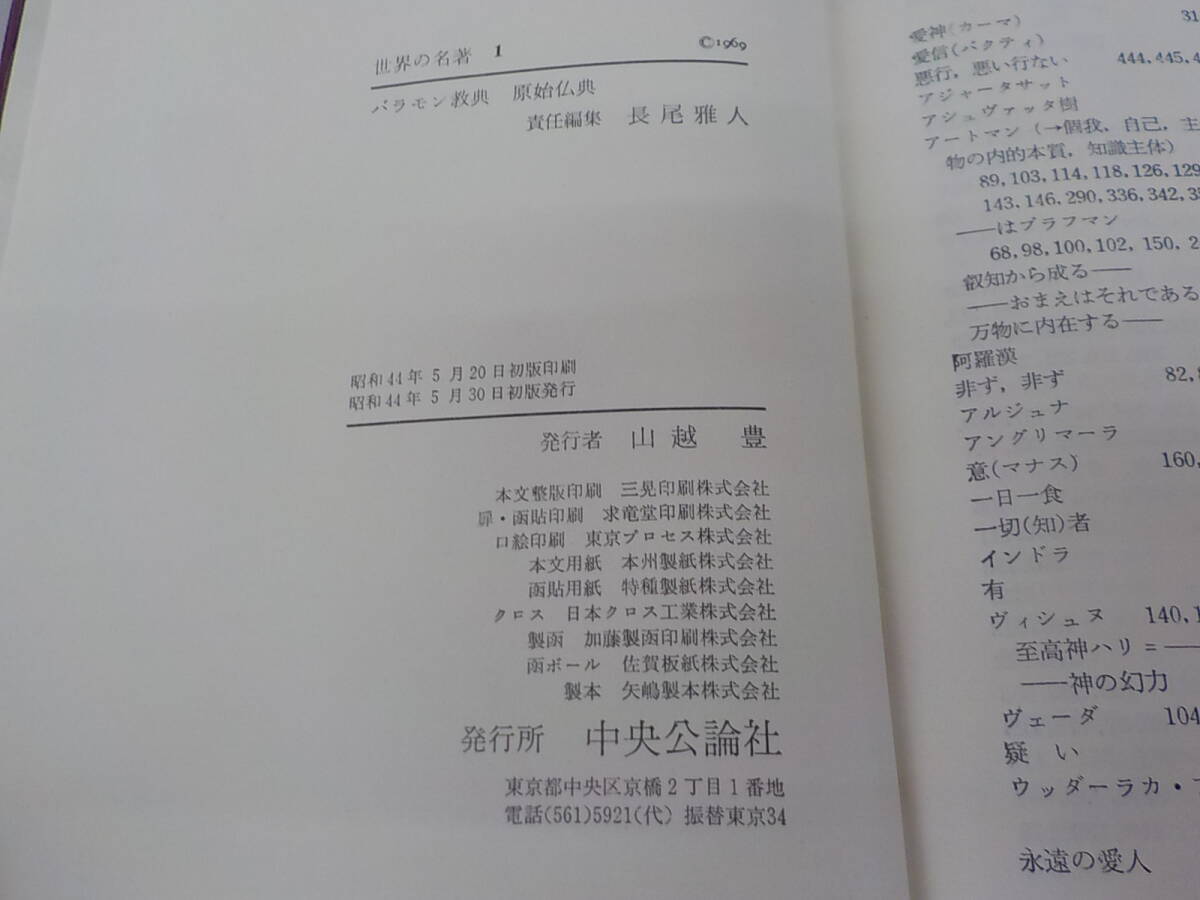 世界の名著 1
©1969
バラモン教典 原始仏典
責任編集 長尾雅人
昭和44年5月20日初版印刷
昭和44年5月30日初版発行
発行者 山越 豊
本文整版印刷 三晃印刷株式会社
扉・函貼印刷 求竜堂印刷株式会社
口絵印刷 東京プロセス株式会社
本文用紙 本州製紙株式会社
函貼用紙 特種製紙株式会社
クロス 日本クロス工業株式会社
製函 加藤製函印刷株式会社
函ボール 佐賀板紙株式会社
製本 矢嶋製本株式会社
発行所 中央公論社
東京都中央区京橋2丁目1番地
電話(561)5921(代) 振替東京34
愛神(カーマ) 31
愛信(バクティ)
悪行,悪い行ない 444,445,4
アジャータサット
アシュヴァッタ樹
アートマン(→個我,自己,主
物の内的本質,知識主体)
89,103,114,118,126,129
143,146,290,336,342,35
――はブラフマン
68,98,100,102,150,2
叡知から成る――
――おまえはそれである
万物に内在する――
阿羅漢
非ず,非ず 82,8
アルジュナ
アングリマーラ
意(マナス) 160,
一日一食
一切(知)者
インドラ
有
ヴィシュヌ 140,1
至高神ハリ=――
――神の幻力
ヴェーダ 104
疑い
ウッダーラカ・
永遠の愛人